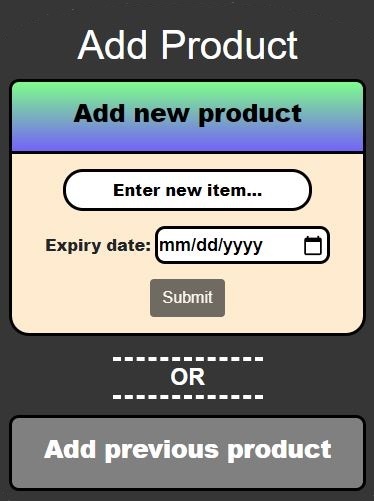 Add Product
Add new product
Enter new item...
Expiry date: mm/dd/yyyy
Submit
OR
Add previous product